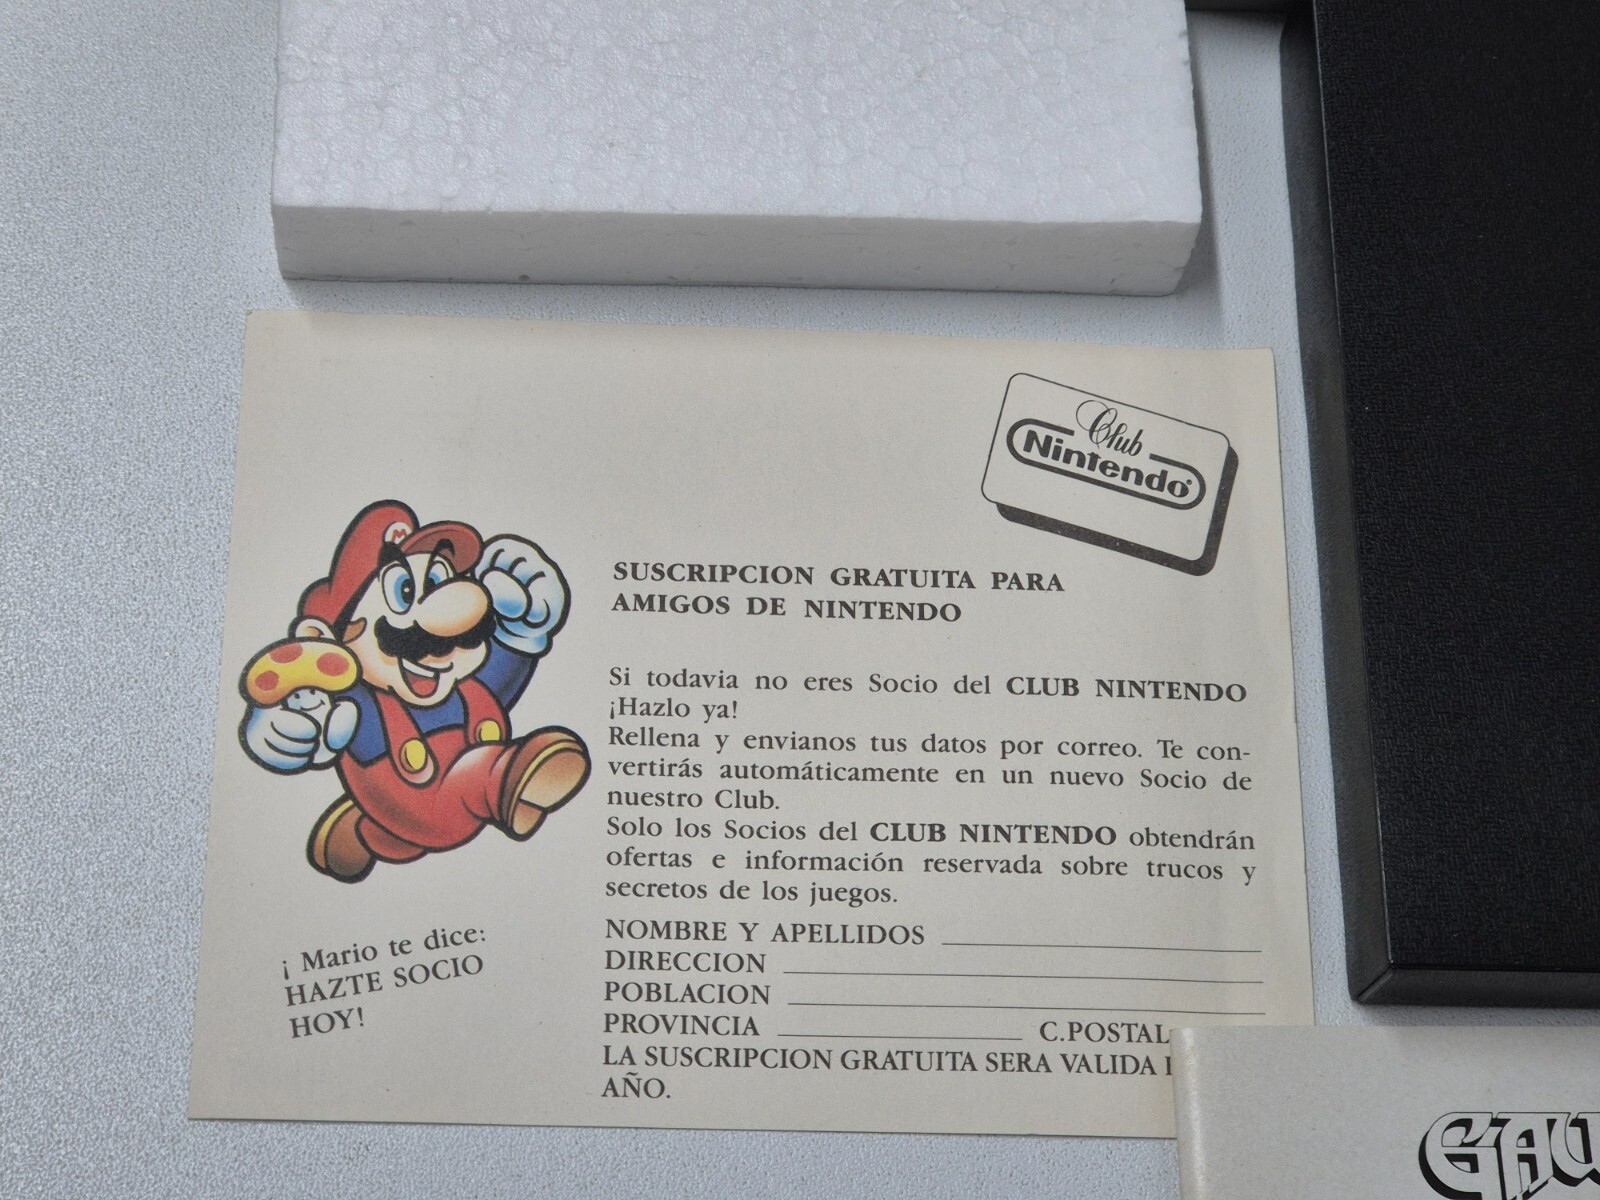 Club
Nintendo
SUSCRIPCION GRATUITA PARA
AMIGOS DE NINTENDO
Si todavia no eres Socio del CLUB NINTENDO
¡Hazlo ya!
Rellena y envianos tus datos por correo. Te con-
vertirás automáticamente en un nuevo Socio de
nuestro Club.
Solo los Socios del CLUB NINTENDO obtendrán
ofertas e información reservada sobre trucos y
secretos de los juegos.
¡ Mario te dice:
HAZTE SOCIO
HOY!
NOMBRE Y APELLIDOS
DIRECCION
POBLACION
PROVINCIA C.POSTAL
LA SUSCRIPCION GRATUITA SERA VALIDA
AÑO.
M